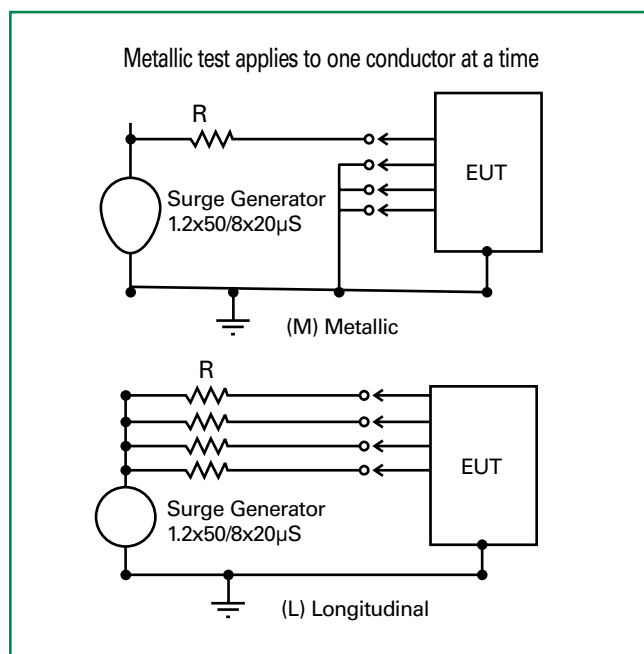 Metallic test applies to one conductor at a time
R
EUT
Surge Generator
1.2x50/8x20µS
(M) Metallic
R
EUT
Surge Generator
1.2x50/8x20µS
(L) Longitudinal